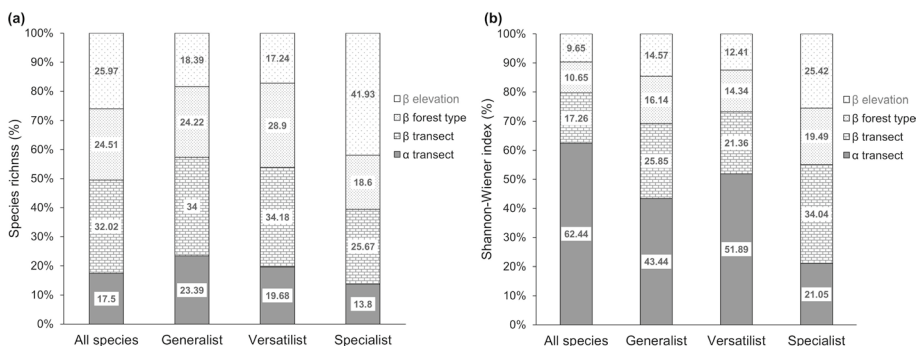 (a)
100%
90%
80%
70%
60%
50%
40%
30%
20%
10%
0%
Species richnss (%)
25.97
24.51
32.02
17.5
18.39
24.22
34
23.39
17.24
28.9
34.18
19.68
41.93
18.6
25.67
13.8
All species
Generalist
Versatilist
Specialist
β elevation
β forest type
β transect
α transect
(b)
100%
90%
80%
70%
60%
50%
40%
30%
20%
10%
0%
Shannon-Wiener index (%)
9.65
10.65
17.26
62.44
14.57
16.14
25.85
43.44
12.41
14.34
21.36
51.89
25.42
19.49
34.04
21.05
All species
Generalist
Versatilist
Specialist
β elevation
β forest type
β transect
α transect